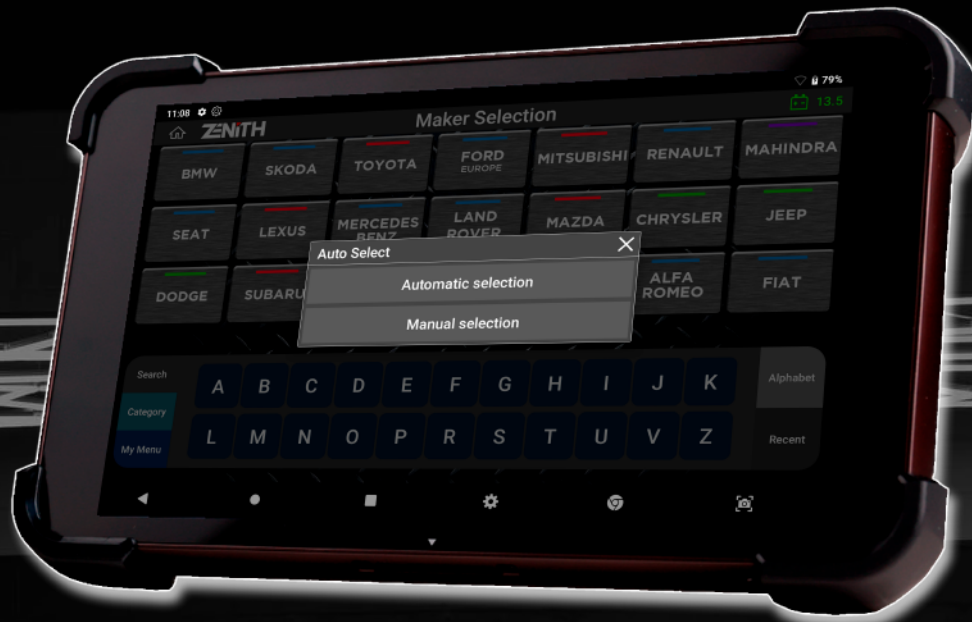 11:08
79%
ZENITH
Maker Selection
13.5
BMW
SKODA
TOYOTA
FORD
EUROPE
MITSUBISHI
RENAULT
MAHINDRA
SEAT
LEXUS
MERCEDES
BENZ
LAND
ROVER
MAZDA
CHRYSLER
JEEP
DODGE
SUBARU
ALFA
ROMEO
FIAT
Auto Select
Automatic selection
Manual selection
Search
Category
My Menu
A B C D E F G H I J K
L M N O P R S T U V Z
Alphabet
Recent